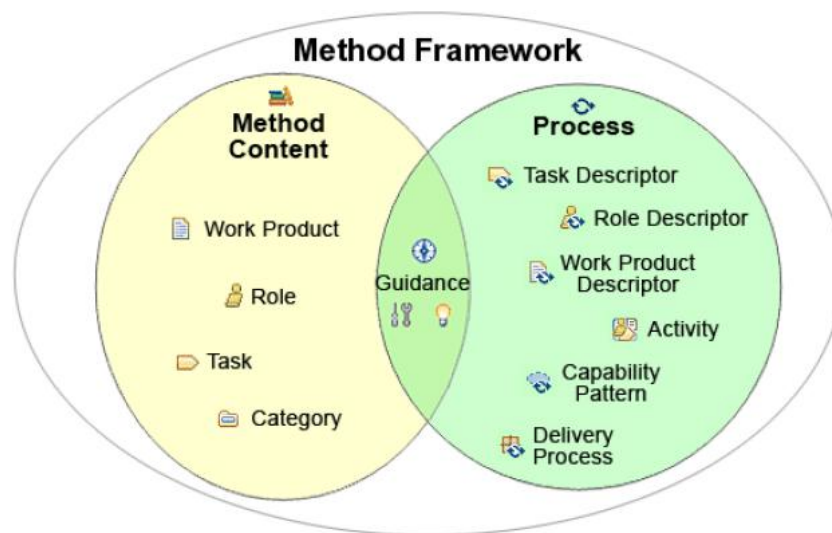 Method Framework
Method
Content
Work Product
Role
Task
Category
Guidance
Process
Task Descriptor
Role Descriptor
Work Product
Descriptor
Activity
Capability
Pattern
Delivery
Process